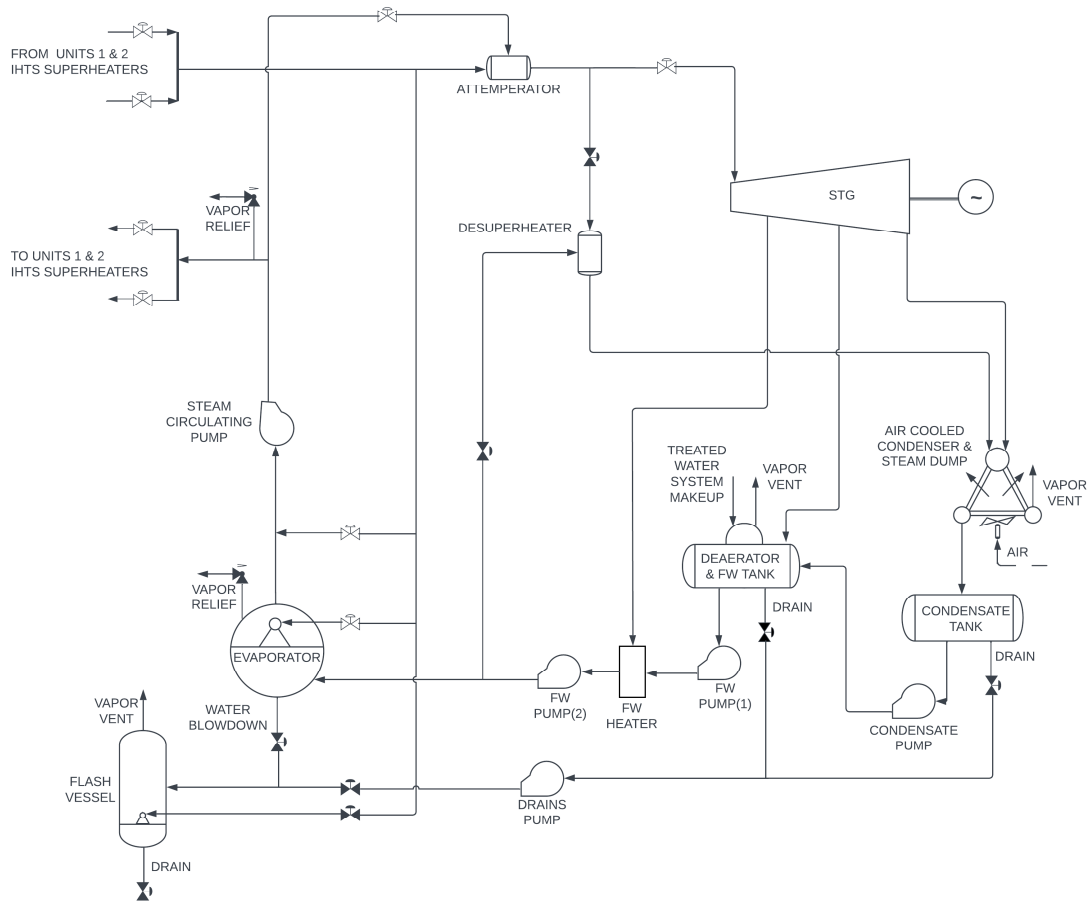 FROM UNITS 1 & 2
IHTS SUPERHEATERS
ATTEMPERATOR
STG
~
VAPOR
RELIEF
DESUPERHEATER
TO UNITS 1 & 2
IHTS SUPERHEATERS
STEAM
CIRCULATING
PUMP
AIR COOLED
CONDENSER &
STEAM DUMP
TREATED
WATER
SYSTEM
MAKEUP
VAPOR
VENT
VAPOR
VENT
AIR
DEAERATOR
& FW TANK
VAPOR
RELIEF
DRAIN
CONDENSATE
TANK
EVAPORATOR
DRAIN
FW
PUMP(2)
FW
HEATER
FW
PUMP(1)
VAPOR
VENT
WATER
BLOWDOWN
CONDENSATE
PUMP
FLASH
VESSEL
DRAINS
PUMP
DRAIN